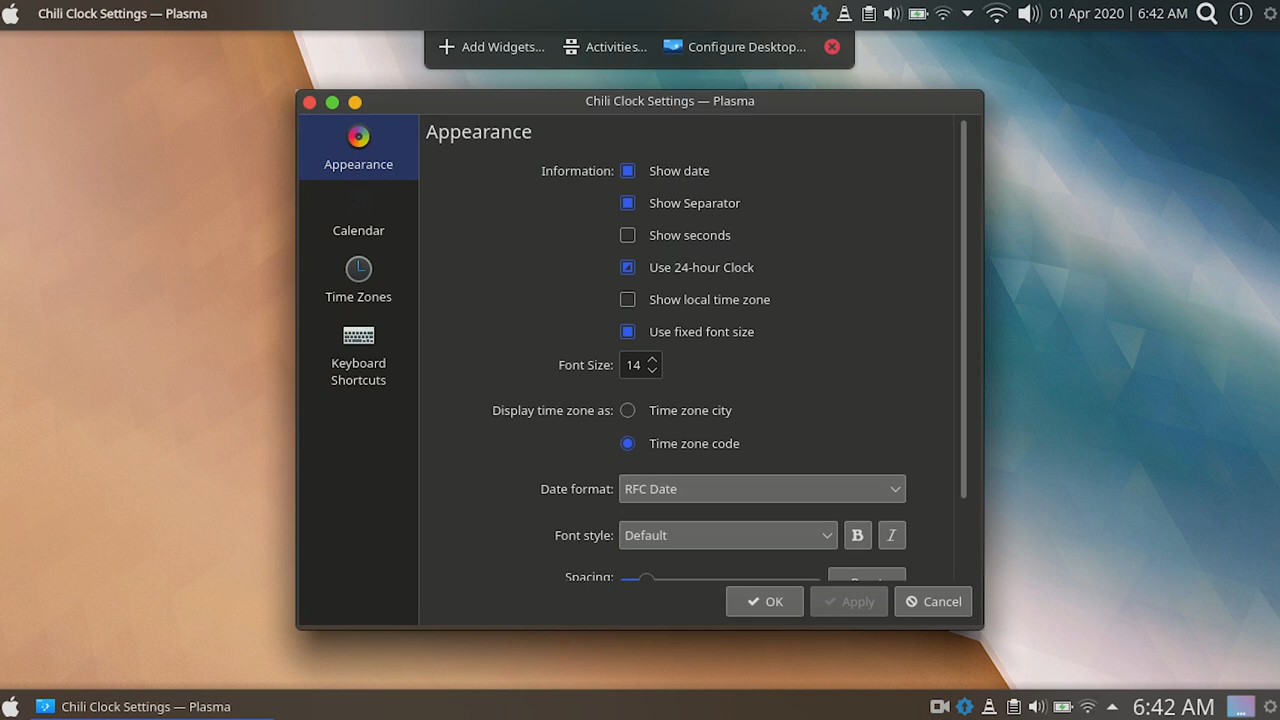 Chili Clock Settings — Plasma
01 Apr 2020 | 6:42 AM
Add Widgets...
Activities...
Configure Desktop...
Chili Clock Settings — Plasma
Appearance
Calendar
Time Zones
Keyboard
Shortcuts
Appearance
Information:
Show date
Show Separator
Show seconds
Use 24-hour Clock
Show local time zone
Use fixed font size
Font Size: 14
Display time zone as:
Time zone city
Time zone code
Date format: RFC Date
Font style: Default B I
Spacing:
OK Apply Cancel
Chili Clock Settings — Plasma
6:42 AM